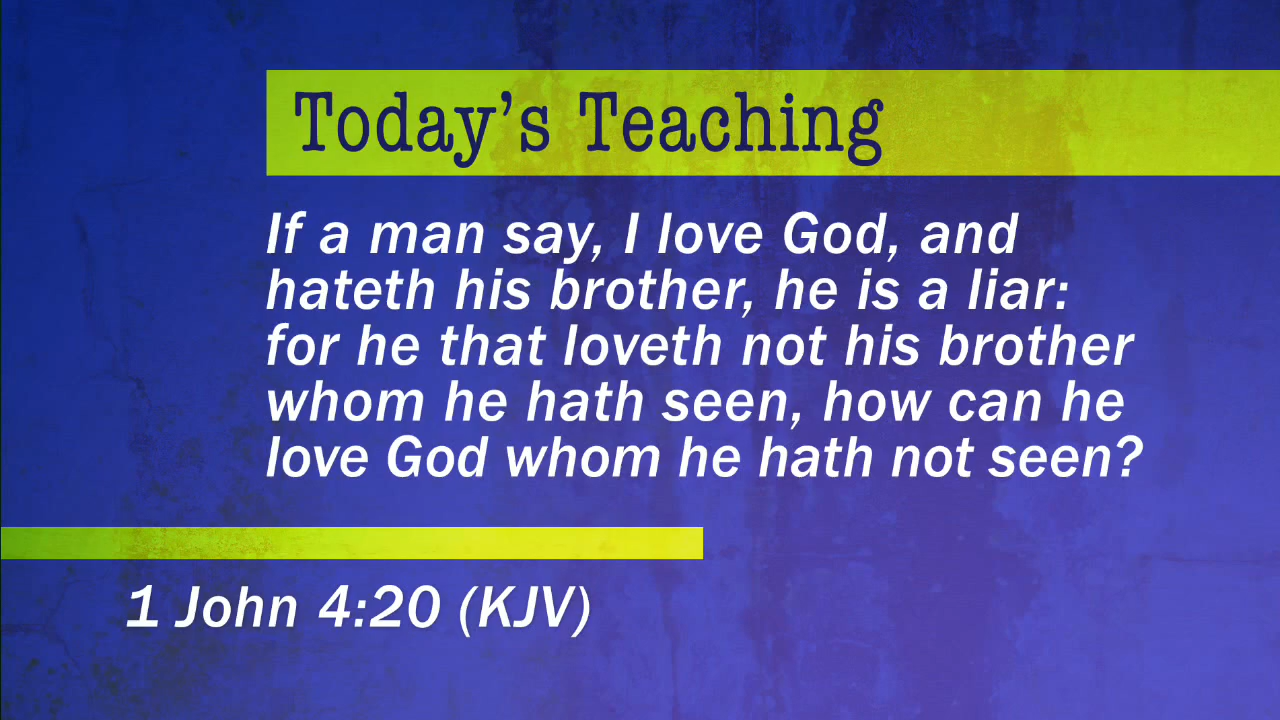 Today’s Teaching
If a man say, I love God, and
hateth his brother, he is a liar:
for he that loveth not his brother
whom he hath seen, how can he
love God whom he hath not seen?
1 John 4:20 (KJV)